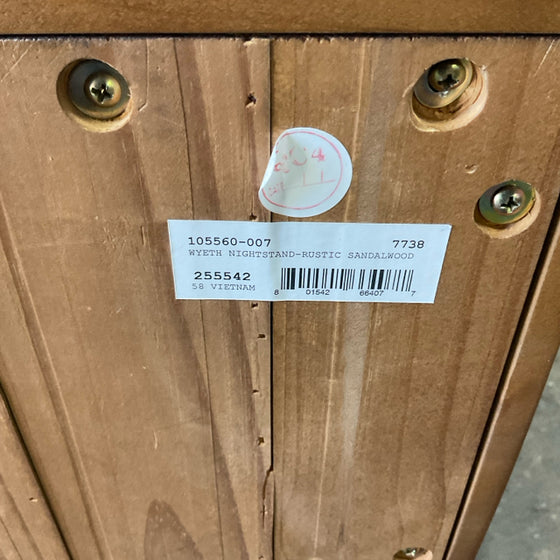 105560-007 7738
WYETH NIGHTSTAND-RUSTIC SANDALWOOD
255542
58 VIETNAM
8 01542 66407 7